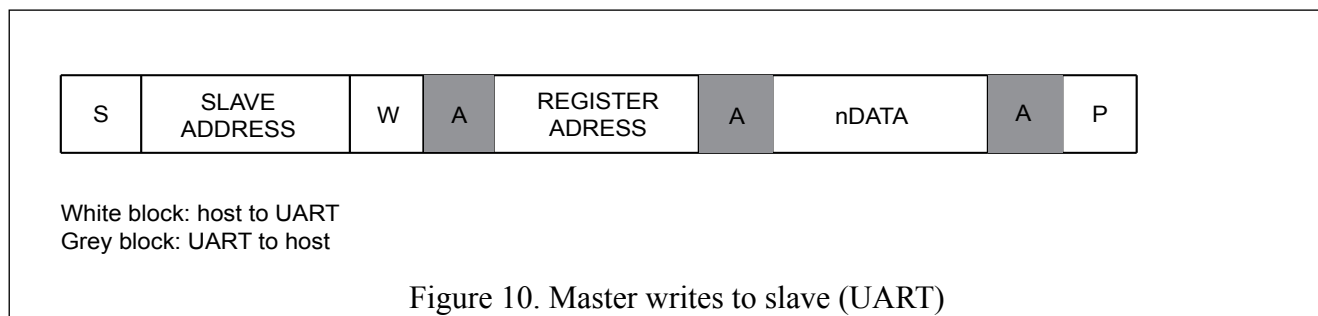 S
SLAVE
ADDRESS
W
A
REGISTER
ADRESS
A
nDATA
A
P
White block: host to UART
Grey block: UART to host
Figure 10. Master writes to slave (UART)